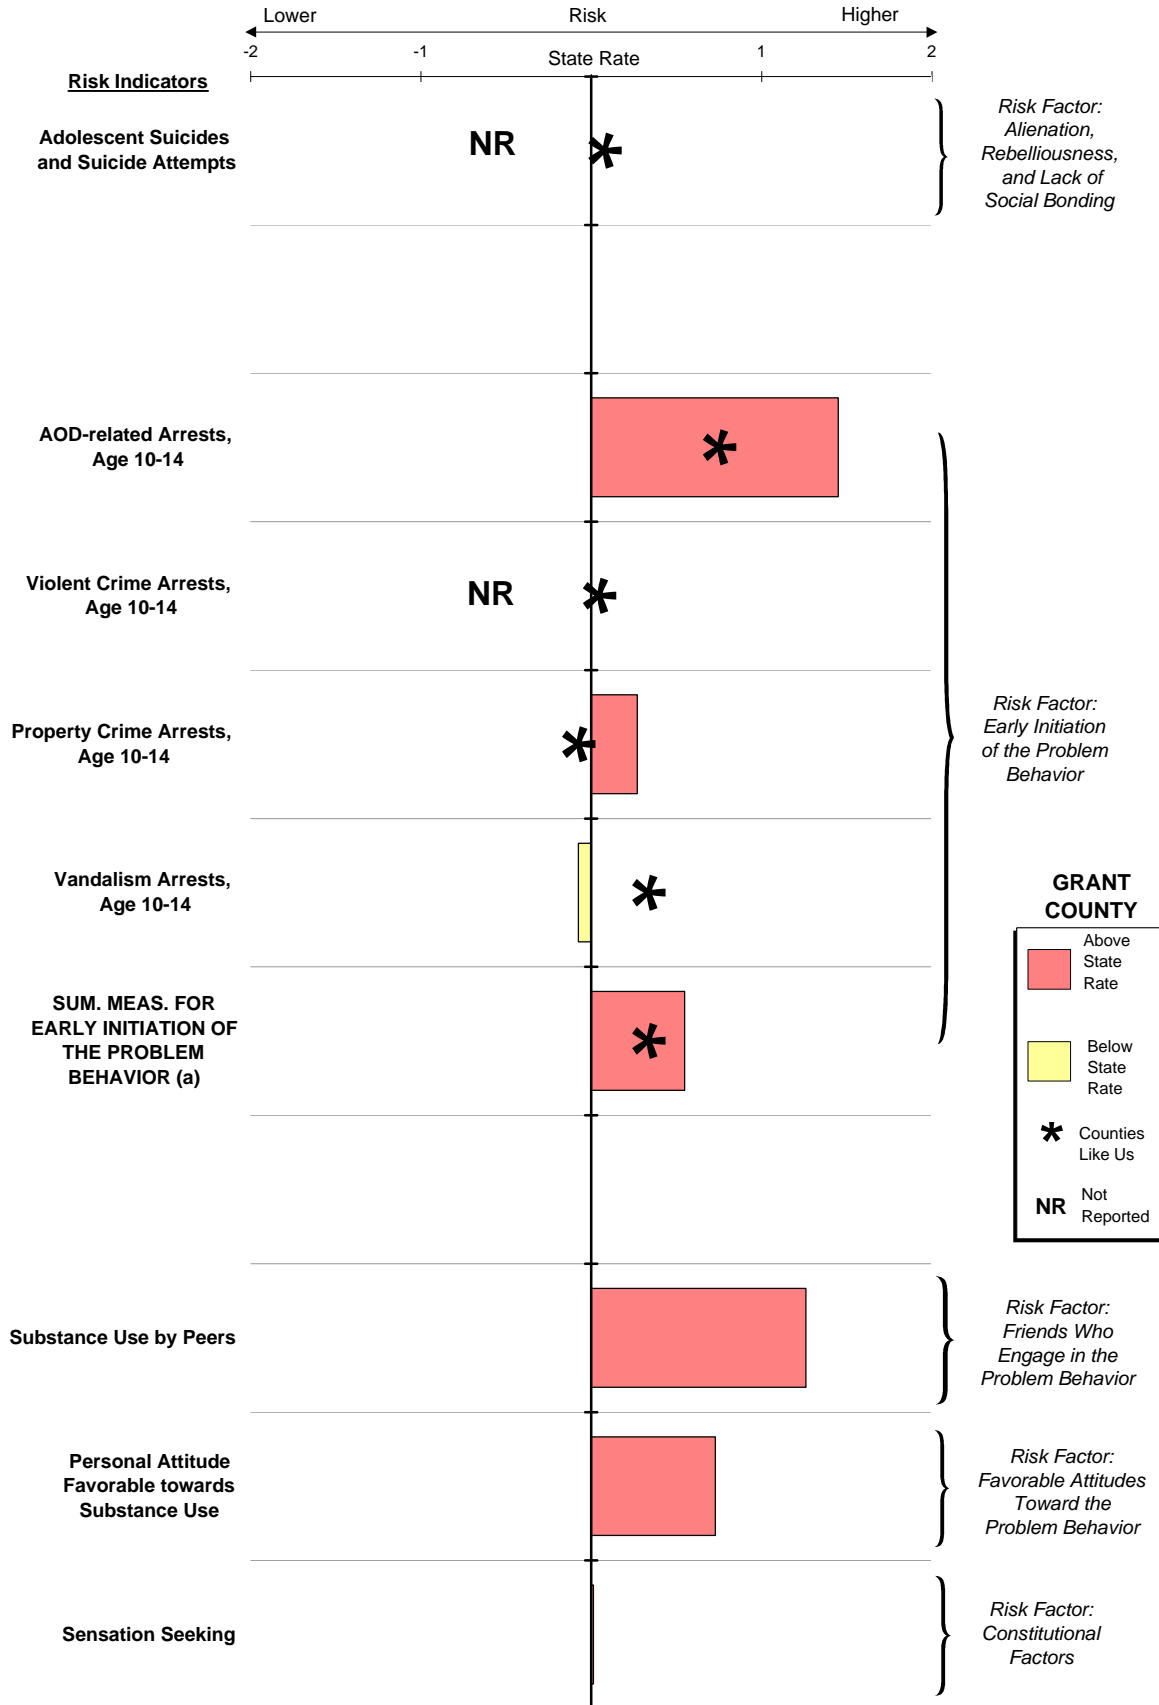 Lower Risk Higher
-2 -1 State Rate 1 2
Risk Indicators
Adolescent Suicides
and Suicide Attempts
NR *
Risk Factor:
Alienation,
Rebelliousness,
and Lack of
Social Bonding
AOD-related Arrests,
Age 10-14
*
Violent Crime Arrests,
Age 10-14
NR *
Property Crime Arrests,
Age 10-14
*
Risk Factor:
Early Initiation
of the Problem
Behavior
Vandalism Arrests,
Age 10-14
*
SUM. MEAS. FOR
EARLY INITIATION OF
THE PROBLEM
BEHAVIOR (a)
*
GRANT
COUNTY
Above
State
Rate
Below
State
Rate
* Counties
Like Us
NR Not
Reported
Substance Use by Peers
Risk Factor:
Friends Who
Engage in the
Problem Behavior
Personal Attitude
Favorable towards
Substance Use
Risk Factor:
Favorable Attitudes
Toward the
Problem Behavior
Sensation Seeking
Risk Factor:
Constitutional
Factors